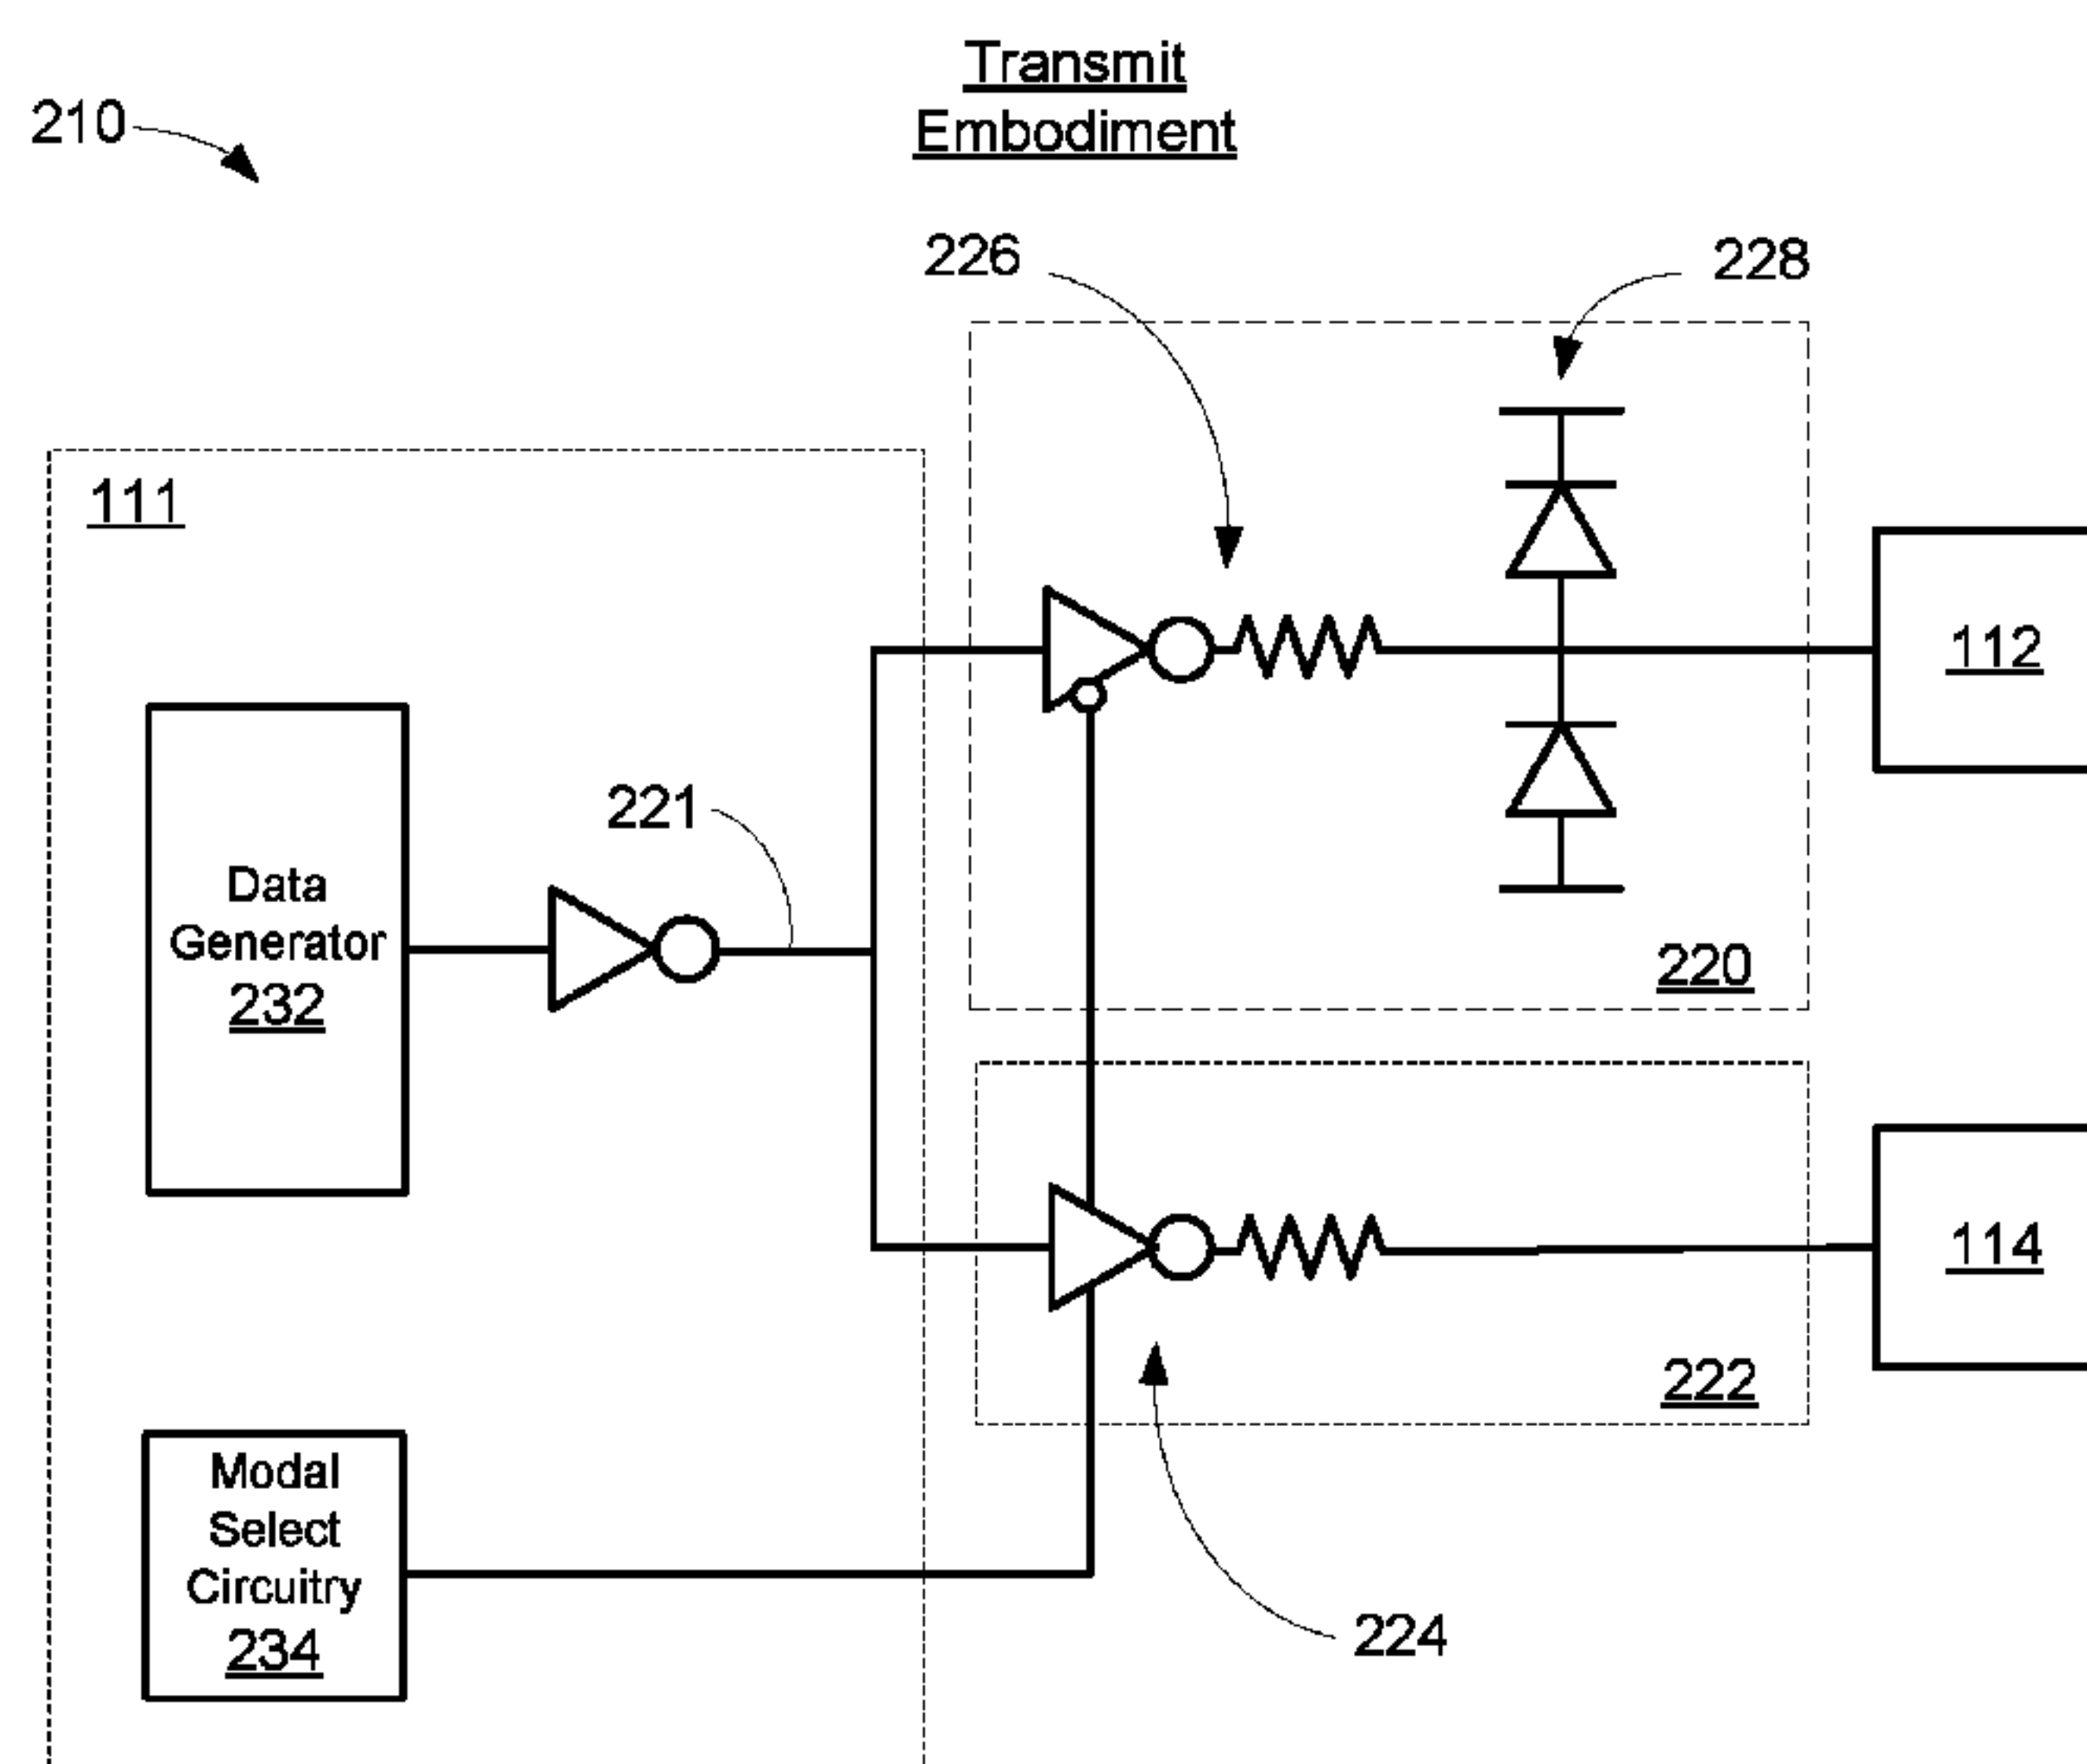 Transmit
Embodiment
210
226
228
111
112
221
Data
Generator
232
220
114
222
Modal
Select
Circuitry
234
224